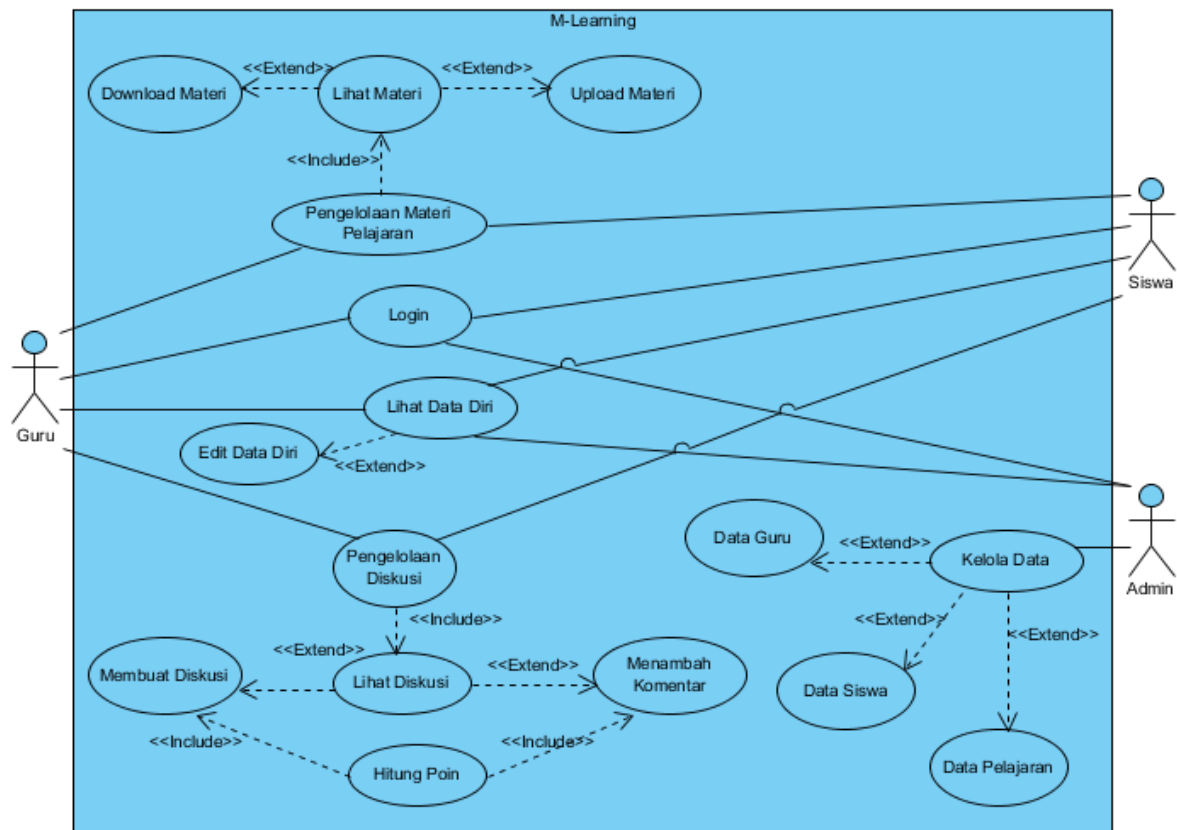 M-Learning
<<Extend>>
<<Extend>>
Download Materi
Lihat Materi
Upload Materi
<<Include>>
Pengelolaan Materi
Pelajaran
Siswa
Login
Lihat Data Diri
Guru
Edit Data Diri
<<Extend>>
Pengelolaan
Diskusi
Data Guru
<<Extend>>
Kelola Data
Admin
<<Include>>
<<Extend>>
<<Extend>>
<<Extend>>
<<Extend>>
Membuat Diskusi
Lihat Diskusi
Menambah
Komentar
Data Siswa
<<Include>>
<<Include>>
Hitung Poin
Data Pelajaran